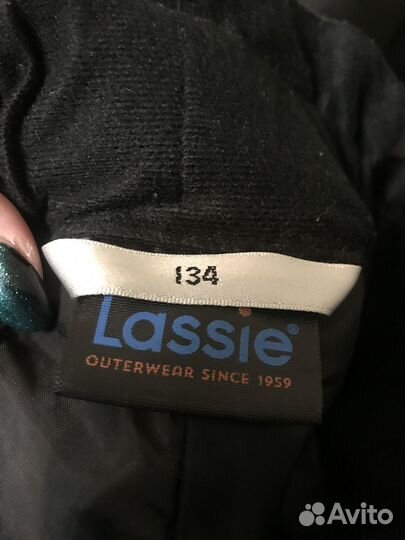 134
Lassie®
OUTERWEAR SINCE 1959
Avito